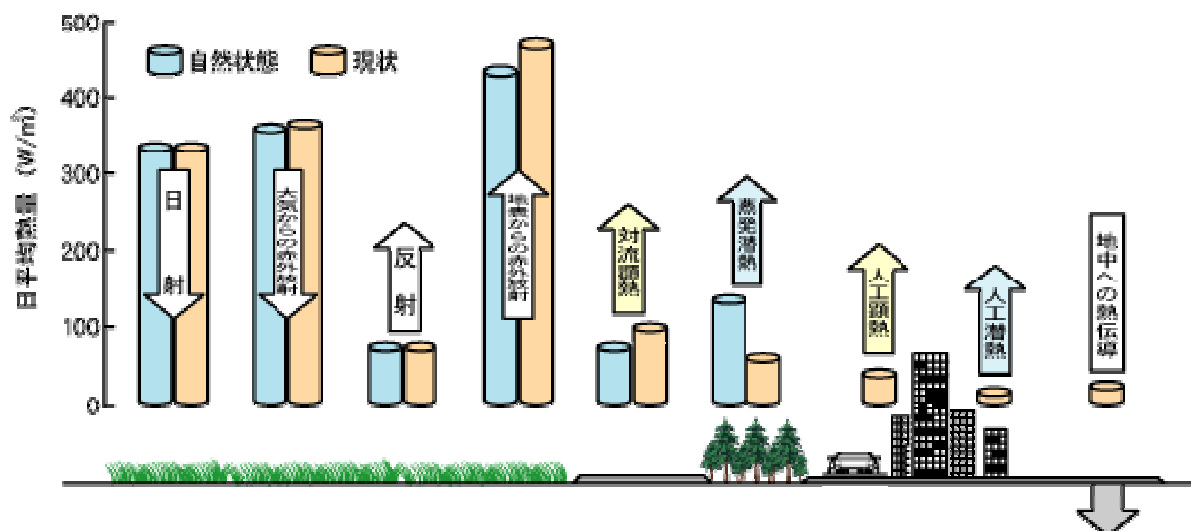 500
400
300
200
100
0
日平均熱量 (W/㎡)
自然状態
現状
日射
大気からの赤外放射
反射
地表からの赤外放射
対流顕熱
蒸発潜熱
人工顕熱
人工潜熱
地中への熱伝導